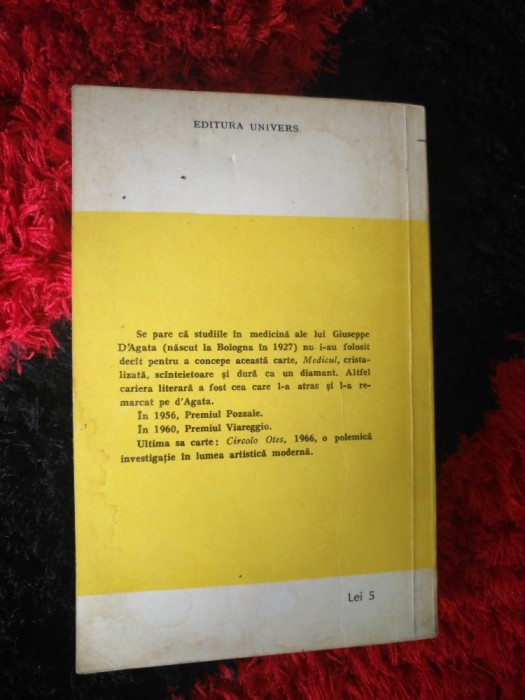 EDITURA UNIVERS
Se pare că studiile în medicină ale lui Giuseppe
D'Agata (născut la Bologna în 1927) nu i-au folosit
decît pentru a concepe această carte, Medicul, crista-
lizată, scînteietoare și dură ca un diamant. Altfel
cariera literară a fost cea care l-a atras și l-a re-
marcat pe d'Agata.
În 1956, Premiul Pozzale.
În 1960, Premiul Viareggio.
Ultima sa carte: Circolo Otes, 1966, o polemică
investigație în lumea artistică modernă.
Lei 5